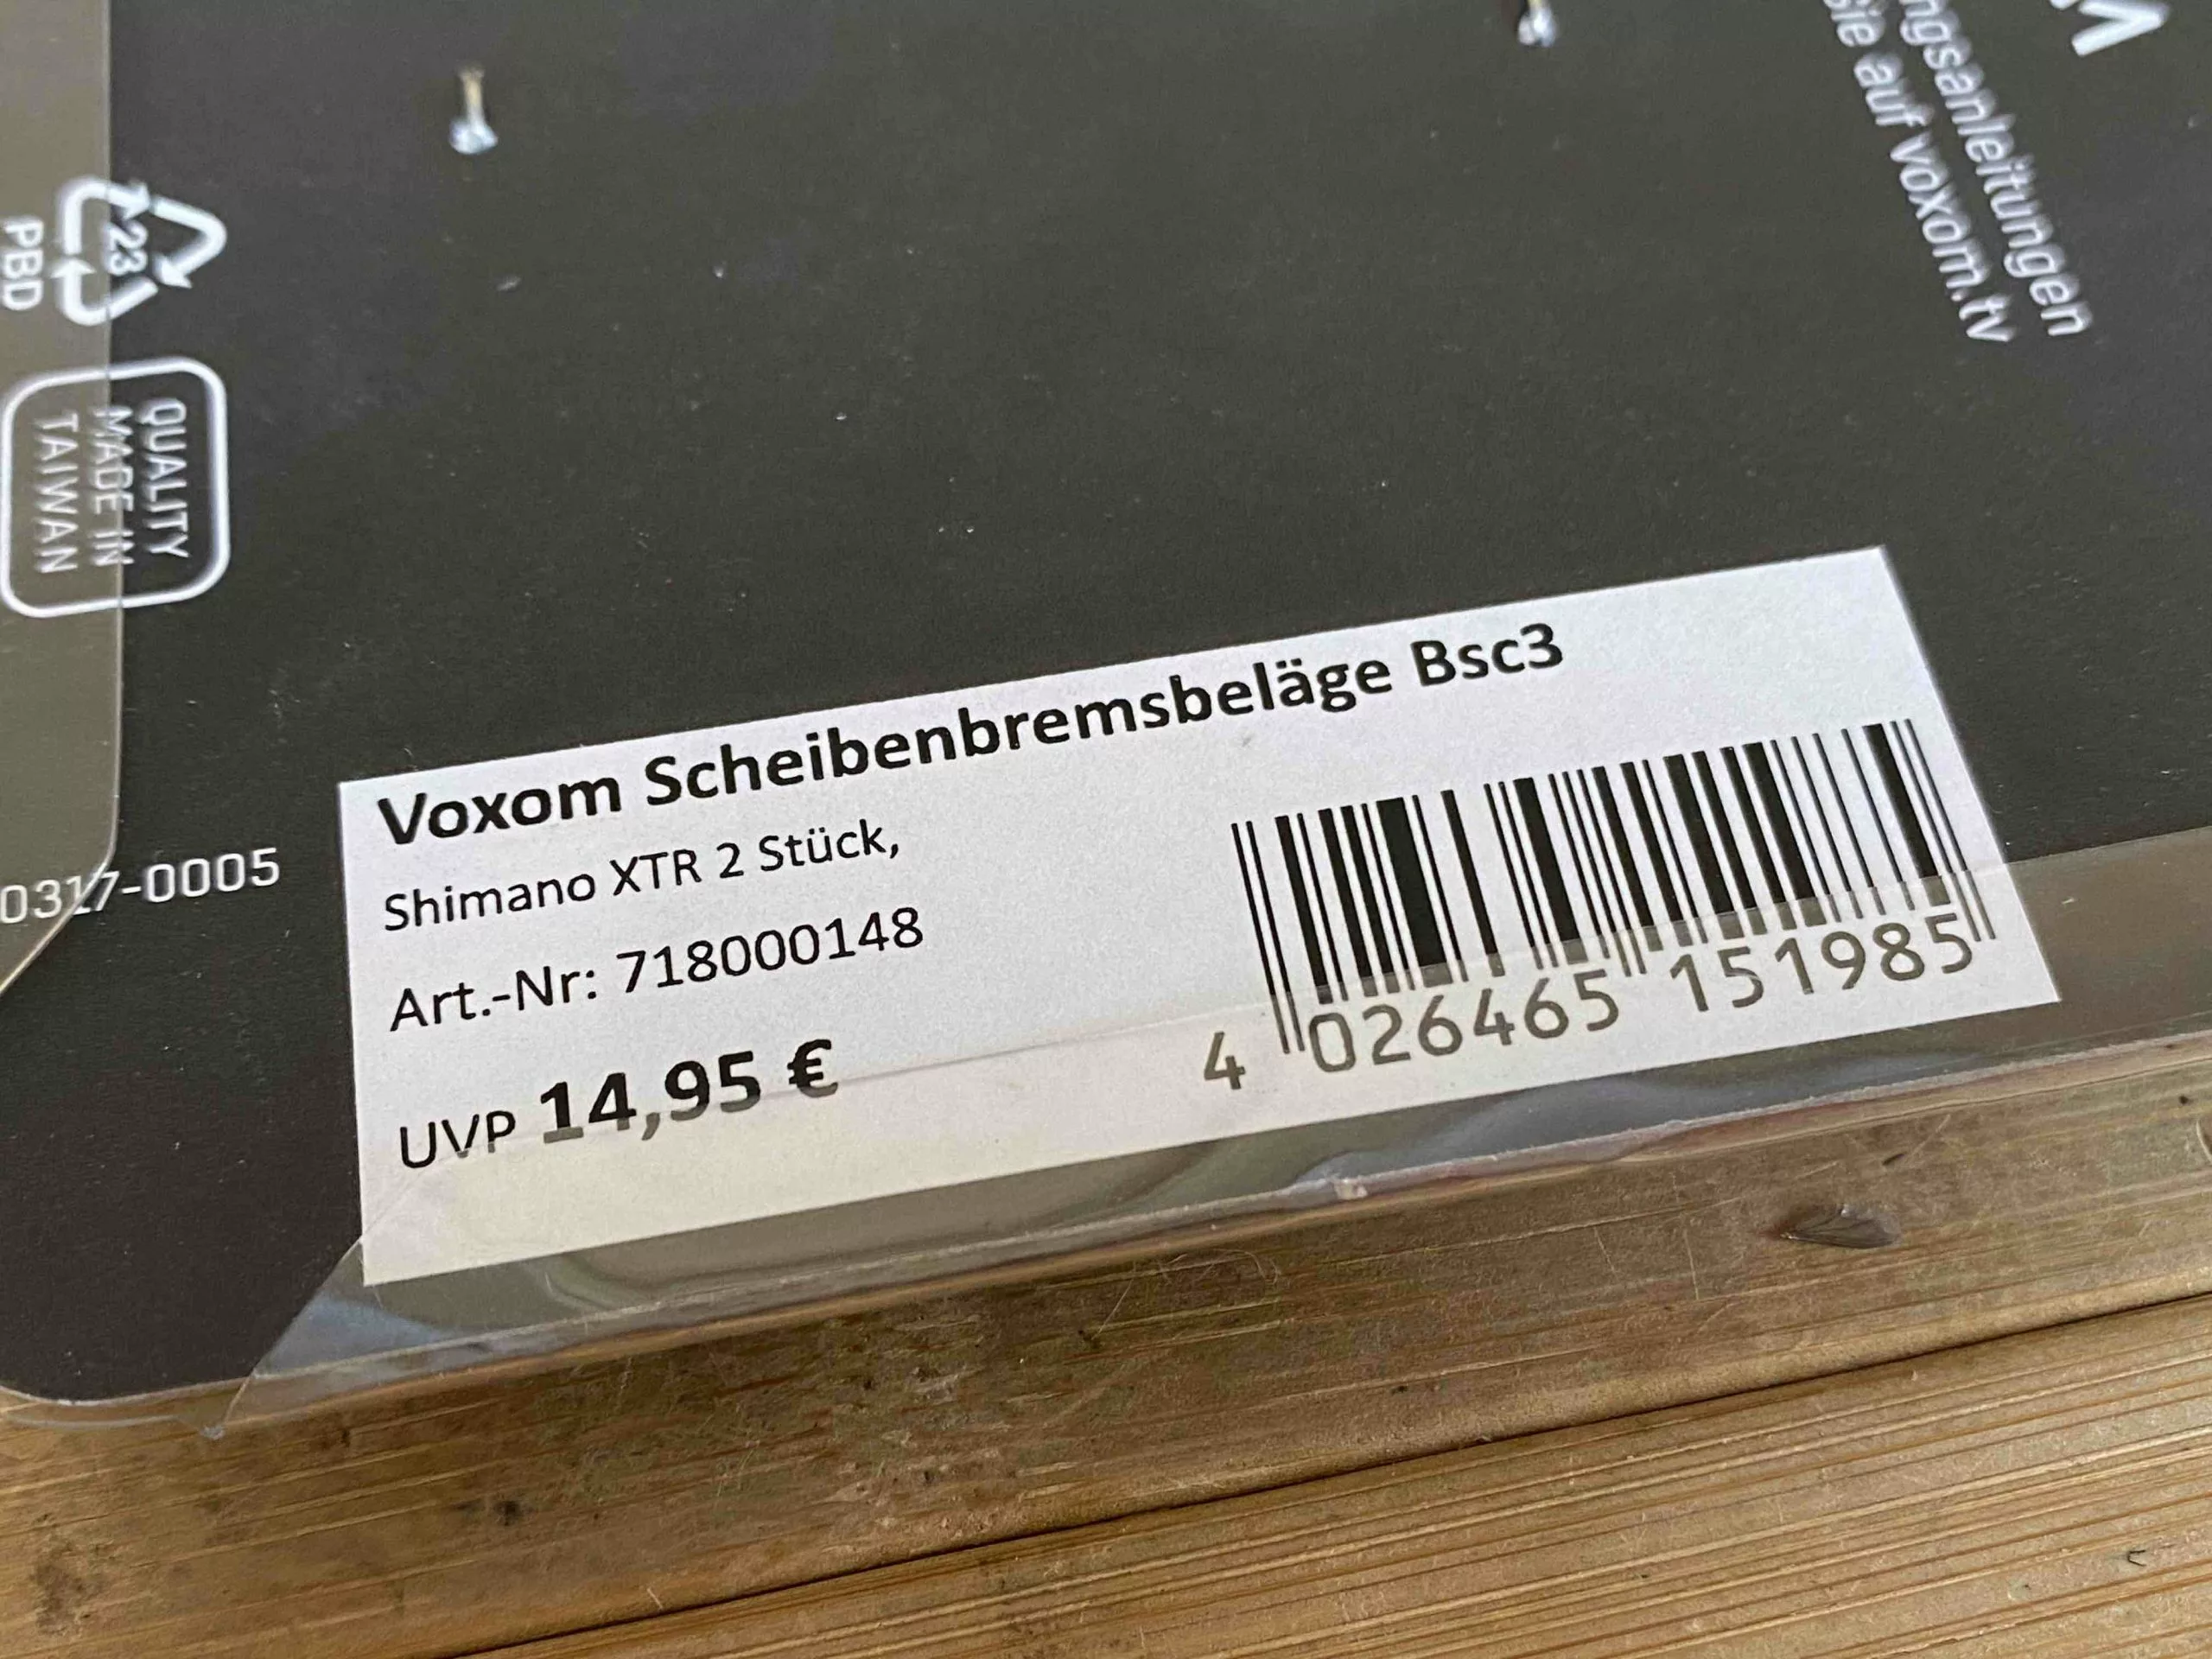 M
ngsanleitungen
Sie auf voxom.tv
23
PBD
QUALITY
MADE IN
TAIWAN
0317-0005
Voxom Scheibenbremsbeläge Bsc3
Shimano XTR 2 Stück,
Art.-Nr: 718000148
UVP 14,95 €
4 026465 151985